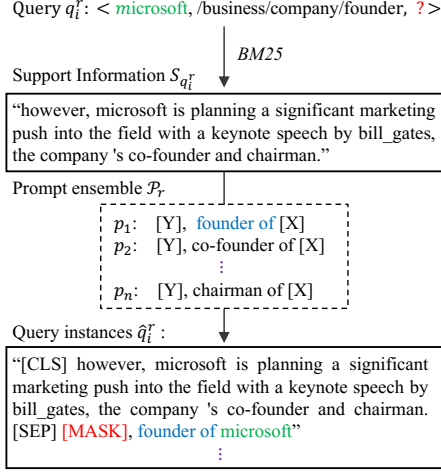 Query q_i^r: < microsoft, /business/company/founder, ? >
BM25
Support Information S_{q_i^r}
“however, microsoft is planning a significant marketing
push into the field with a keynote speech by bill_gates,
the company 's co-founder and chairman.”
Prompt ensemble 𝒫_r
p_1: [Y], founder of [X]
p_2: [Y], co-founder of [X]
⋮
p_n: [Y], chairman of [X]
Query instances q̂_i^r :
“[CLS] however, microsoft is planning a significant
marketing push into the field with a keynote speech by
bill_gates, the company 's co-founder and chairman.
[SEP] [MASK], founder of microsoft”
⋮